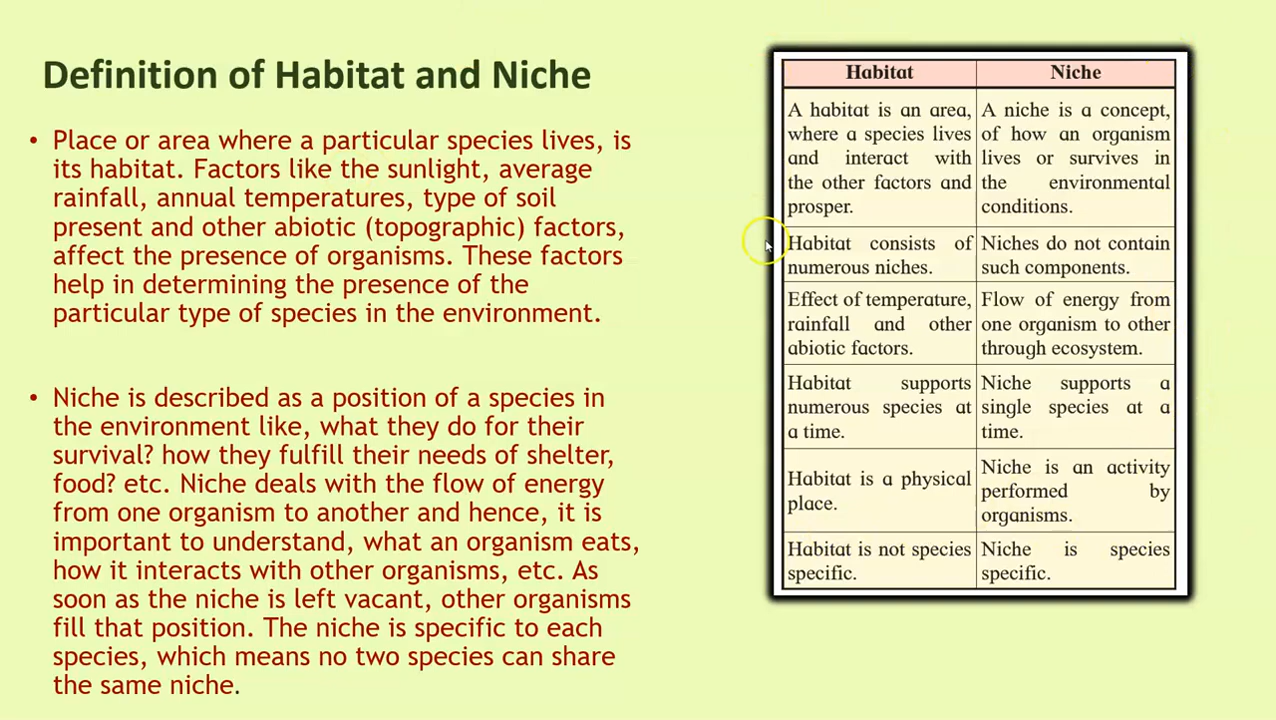 Definition of Habitat and Niche
• Place or area where a particular species lives, is
its habitat. Factors like the sunlight, average
rainfall, annual temperatures, type of soil
present and other abiotic (topographic) factors,
affect the presence of organisms. These factors
help in determining the presence of the
particular type of species in the environment.
• Niche is described as a position of a species in
the environment like, what they do for their
survival? how they fulfill their needs of shelter,
food? etc. Niche deals with the flow of energy
from one organism to another and hence, it is
important to understand, what an organism eats,
how it interacts with other organisms, etc. As
soon as the niche is left vacant, other organisms
fill that position. The niche is specific to each
species, which means no two species can share
the same niche.
Habitat
Niche
A habitat is an area,
where a species lives
and interact with
the other factors and
prosper.
A niche is a concept,
of how an organism
lives or survives in
the environmental
conditions.
Habitat consists of
numerous niches.
Niches do not contain
such components.
Effect of temperature,
rainfall and other
abiotic factors.
Flow of energy from
one organism to other
through ecosystem.
Habitat supports
numerous species at
a time.
Niche supports a
single species at a
time.
Habitat is a physical
place.
Niche is an activity
performed by
organisms.
Habitat is not species
specific.
Niche is species
specific.